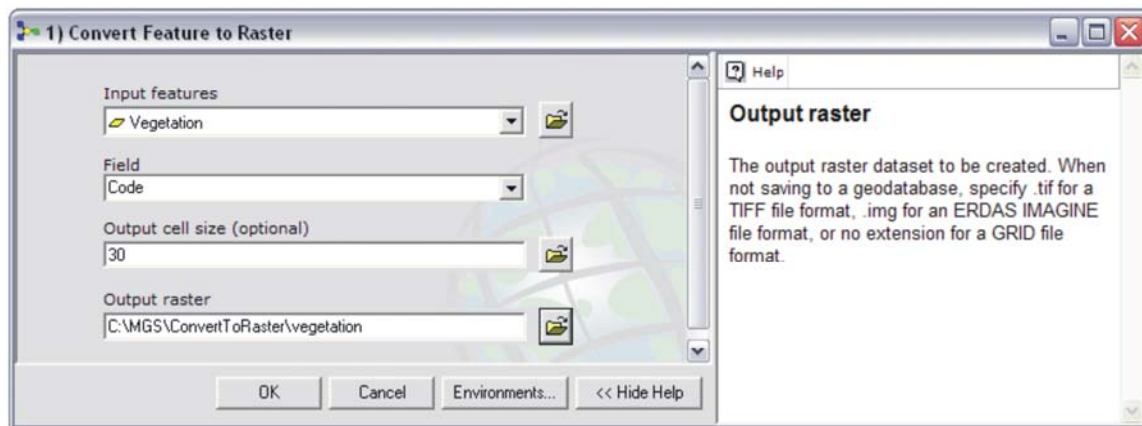 1) Convert Feature to Raster
Input features
Vegetation
Field
Code
Output cell size (optional)
30
Output raster
C:\MGS\ConvertToRaster\vegetation
OK
Cancel
Environments...
<< Hide Help
Help
Output raster
The output raster dataset to be created. When
not saving to a geodatabase, specify .tif for a
TIFF file format, .img for an ERDAS IMAGINE
file format, or no extension for a GRID file
format.